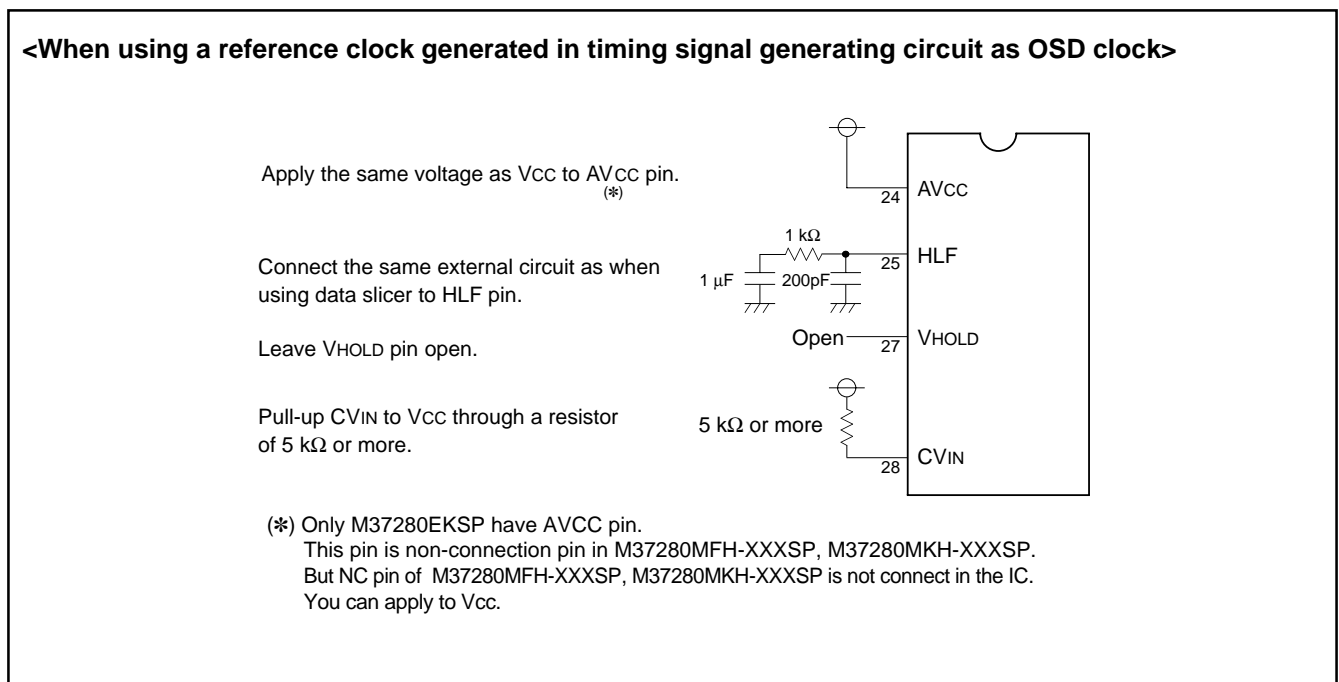 <When using a reference clock generated in timing signal generating circuit as OSD clock>
Apply the same voltage as VCC to AVCC pin.
(✻)
24
AVCC
Connect the same external circuit as when
using data slicer to HLF pin.
1 kΩ
1 μF
200pF
25
HLF
Leave VHOLD pin open.
Open
27
VHOLD
Pull-up CVIN to VCC through a resistor
of 5 kΩ or more.
5 kΩ or more
28
CVIN
(✻) Only M37280EKSP have AVCC pin.
This pin is non-connection pin in M37280MFH-XXXSP, M37280MKH-XXXSP.
But NC pin of M37280MFH-XXXSP, M37280MKH-XXXSP is not connect in the IC.
You can apply to Vcc.